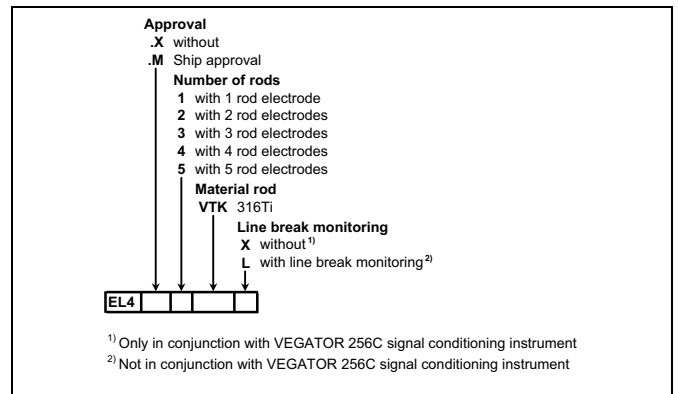 Approval
.X without
.M Ship approval
Number of rods
1 with 1 rod electrode
2 with 2 rod electrodes
3 with 3 rod electrodes
4 with 4 rod electrodes
5 with 5 rod electrodes
Material rod
VTK 316Ti
Line break monitoring
X without 1)
L with line break monitoring 2)
EL4
1) Only in conjunction with VEGATOR 256C signal conditioning instrument
2) Not in conjunction with VEGATOR 256C signal conditioning instrument